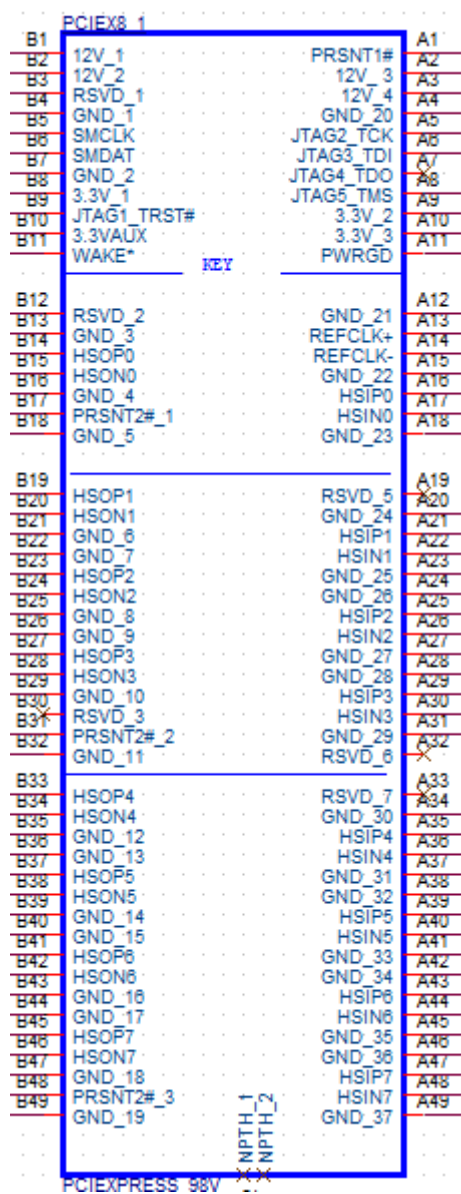 PCIEX8_1
B1 12V_1 PRSNT1# A1
B2 12V_2 12V_3 A2
B3 RSVD_1 12V_4 A3
B4 GND_1 GND_20 A4
B5 SMCLK JTAG2_TCK A5
B6 SMDAT JTAG3_TDI A6
B7 GND_2 JTAG4_TDO A7
B8 3.3V_1 JTAG5_TMS A8
B9 JTAG1_TRST# 3.3V_2 A9
B10 3.3VAUX 3.3V_3 A10
B11 WAKE* PWRGD A11
KEY
B12 RSVD_2 GND_21 A12
B13 GND_3 REFCLK+ A13
B14 HSOP0 REFCLK- A14
B15 HSON0 GND_22 A15
B16 GND_4 HSIP0 A16
B17 PRSNT2#_1 HSIN0 A17
B18 GND_5 GND_23 A18
B19 HSOP1 RSVD_5 A19
B20 HSON1 GND_24 A20
B21 GND_6 HSIP1 A21
B22 GND_7 HSIN1 A22
B23 HSOP2 GND_25 A23
B24 HSON2 GND_26 A24
B25 GND_8 HSIP2 A25
B26 GND_9 HSIN2 A26
B27 HSOP3 GND_27 A27
B28 HSON3 GND_28 A28
B29 GND_10 HSIP3 A29
B30 RSVD_3 HSIN3 A30
B31 PRSNT2#_2 GND_29 A31
B32 GND_11 RSVD_6 A32
B33 HSOP4 RSVD_7 A33
B34 HSON4 GND_30 A34
B35 GND_12 HSIP4 A35
B36 GND_13 HSIN4 A36
B37 HSOP5 GND_31 A37
B38 HSON5 GND_32 A38
B39 GND_14 HSIP5 A39
B40 GND_15 HSIN5 A40
B41 HSOP6 GND_33 A41
B42 HSON6 GND_34 A42
B43 GND_16 HSIP6 A43
B44 GND_17 HSIN6 A44
B45 HSOP7 GND_35 A45
B46 HSON7 GND_36 A46
B47 GND_18 HSIP7 A47
B48 PRSNT2#_3 HSIN7 A48
B49 GND_19 GND_37 A49
NPTH_1
NPTH_2
PCIEXPRESS_98V